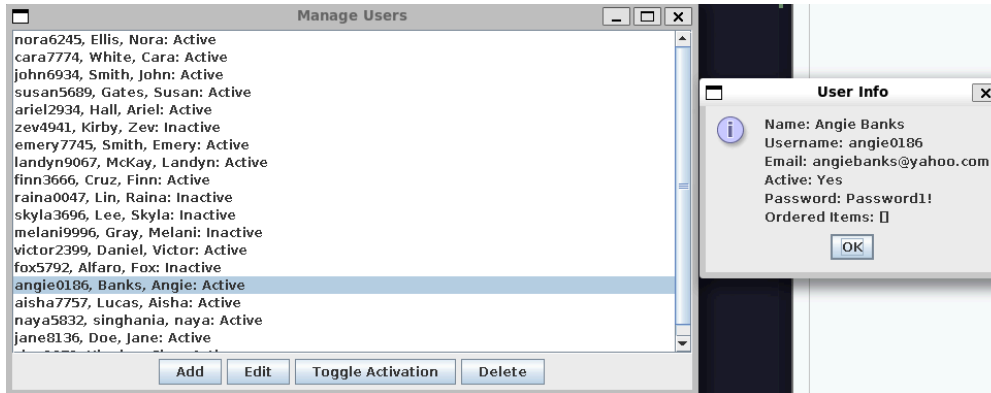 Manage Users
nora6245, Ellis, Nora: Active
cara7774, White, Cara: Active
john6934, Smith, John: Active
susan5689, Gates, Susan: Active
ariel2934, Hall, Ariel: Active
zev4941, Kirby, Zev: Inactive
emery7745, Smith, Emery: Active
landyn9067, McKay, Landyn: Active
finn3666, Cruz, Finn: Active
raina0047, Lin, Raina: Inactive
skyla3696, Lee, Skyla: Inactive
melani9996, Gray, Melani: Inactive
victor2399, Daniel, Victor: Active
fox5792, Alfaro, Fox: Inactive
angie0186, Banks, Angie: Active
aisha7757, Lucas, Aisha: Active
naya5832, singhania, naya: Active
jane8136, Doe, Jane: Active
Add Edit Toggle Activation Delete
User Info
Name: Angie Banks
Username: angie0186
Email: angiebanks@yahoo.com
Active: Yes
Password: Password1!
Ordered Items: []
OK